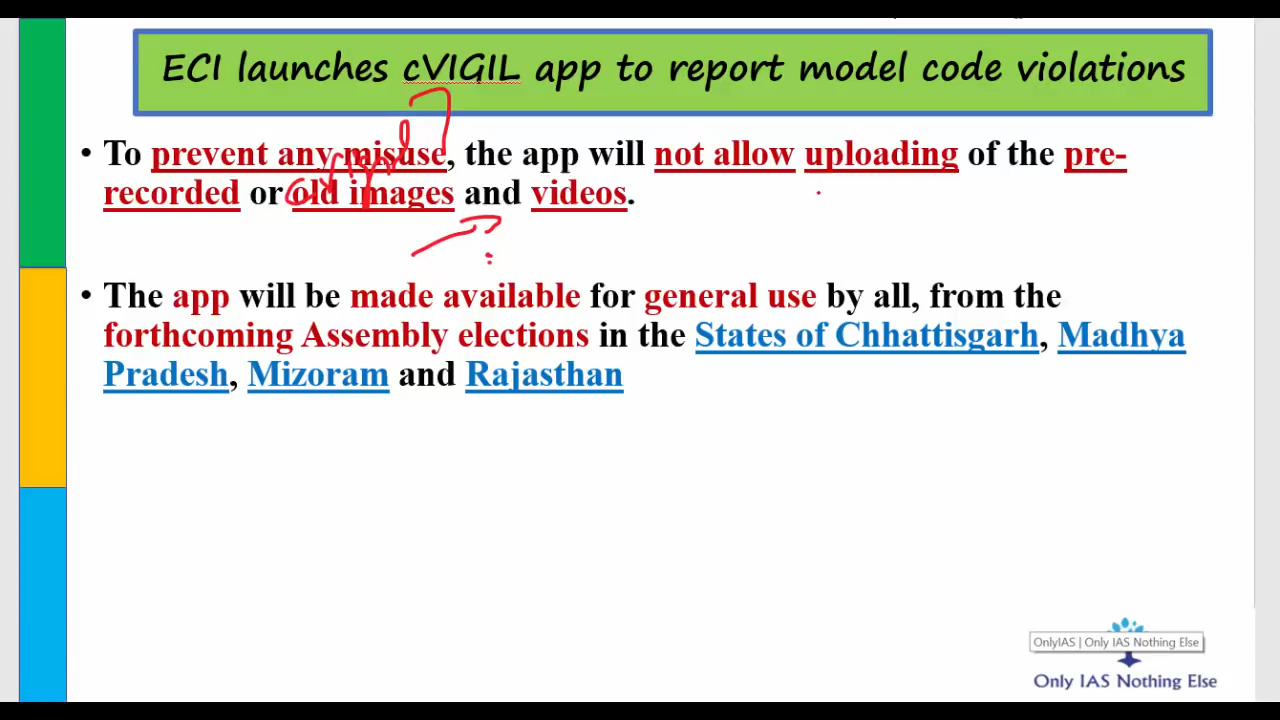 ECI launches cVIGIL app to report model code violations
• To prevent any misuse, the app will not allow uploading of the pre-
recorded or old images and videos.
• The app will be made available for general use by all, from the
forthcoming Assembly elections in the States of Chhattisgarh, Madhya
Pradesh, Mizoram and Rajasthan
OnlyIAS | Only IAS Nothing Else
Only IAS Nothing Else